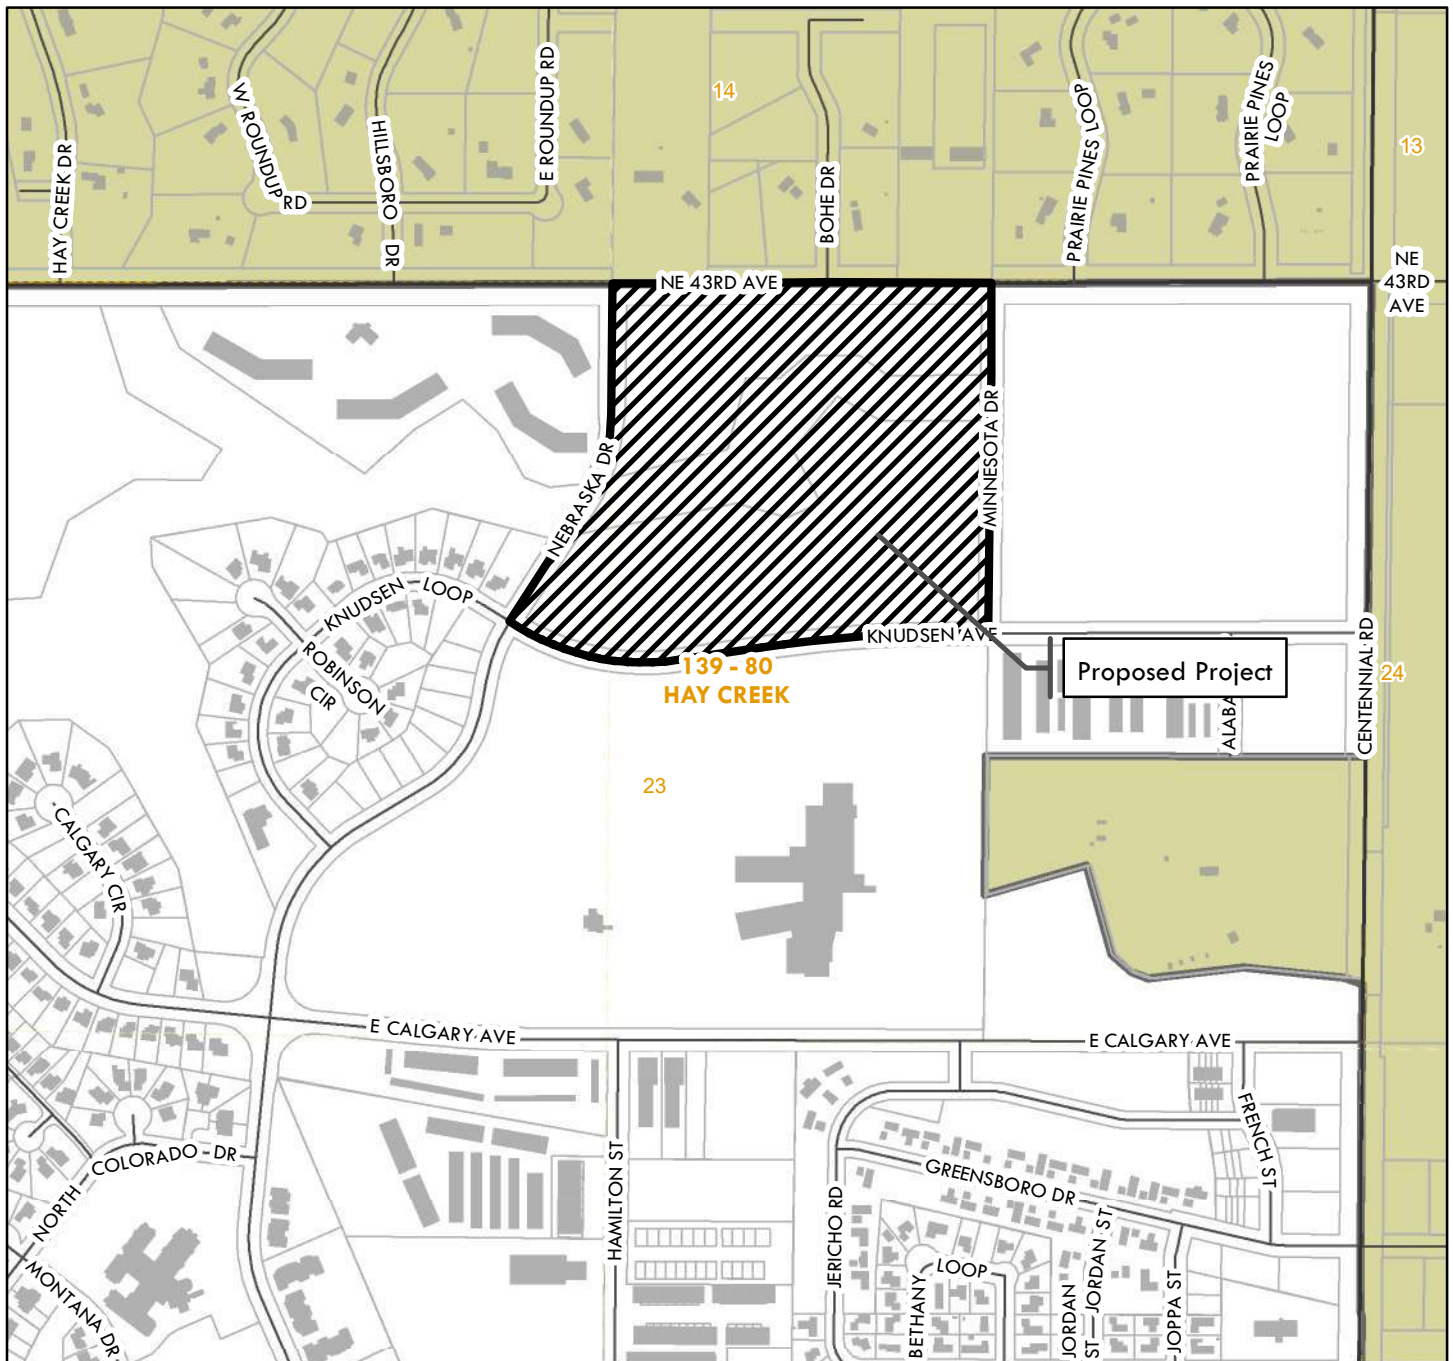 14
13
HAY CREEK DR
W ROUNDUP RD
HILLSBORO DR
E ROUNDUP RD
BOHE DR
PRAIRIE PINES LOOP
PRAIRIE PINES
LOOP
NE 43RD AVE
NE
43RD
AVE
NEBRASKA DR
MINNESOTA DR
KNUDSEN LOOP
ROBINSON
CIR
KNUDSEN AVE
139 - 80
HAY CREEK
Proposed Project
CENTENNIAL RD
24
ALABA
23
CALGARY CIR
E CALGARY AVE
E CALGARY AVE
NORTH COLORADO DR
MONTANA DR
HAMILTON ST
JERICHO RD
GREENSBORO DR
FRENCH ST
BETHANY LOOP
JORDAN
ST
JORDAN ST
JOPPA ST